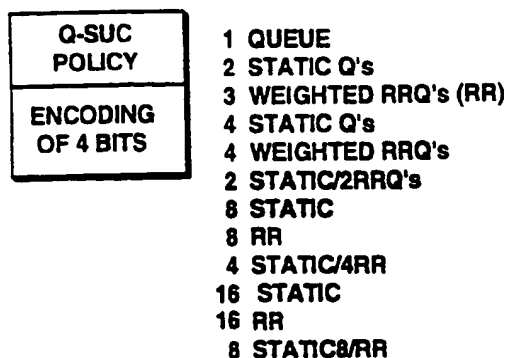 Q-SUC
POLICY
ENCODING
OF 4 BITS
1 QUEUE
2 STATIC Q's
3 WEIGHTED RRQ's (RR)
4 STATIC Q's
4 WEIGHTED RRQ's
2 STATIC/2RRQ's
8 STATIC
8 RR
4 STATIC/4RR
16 STATIC
16 RR
8 STATIC8/RR